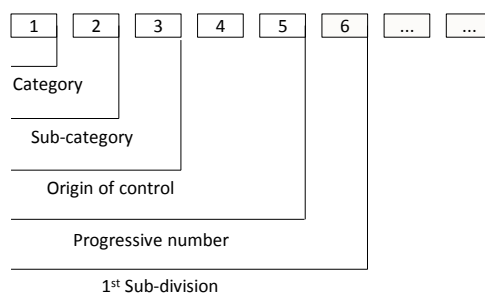 1 2 3 4 5 6 ... ...
Category
Sub-category
Origin of control
Progressive number
1st Sub-division